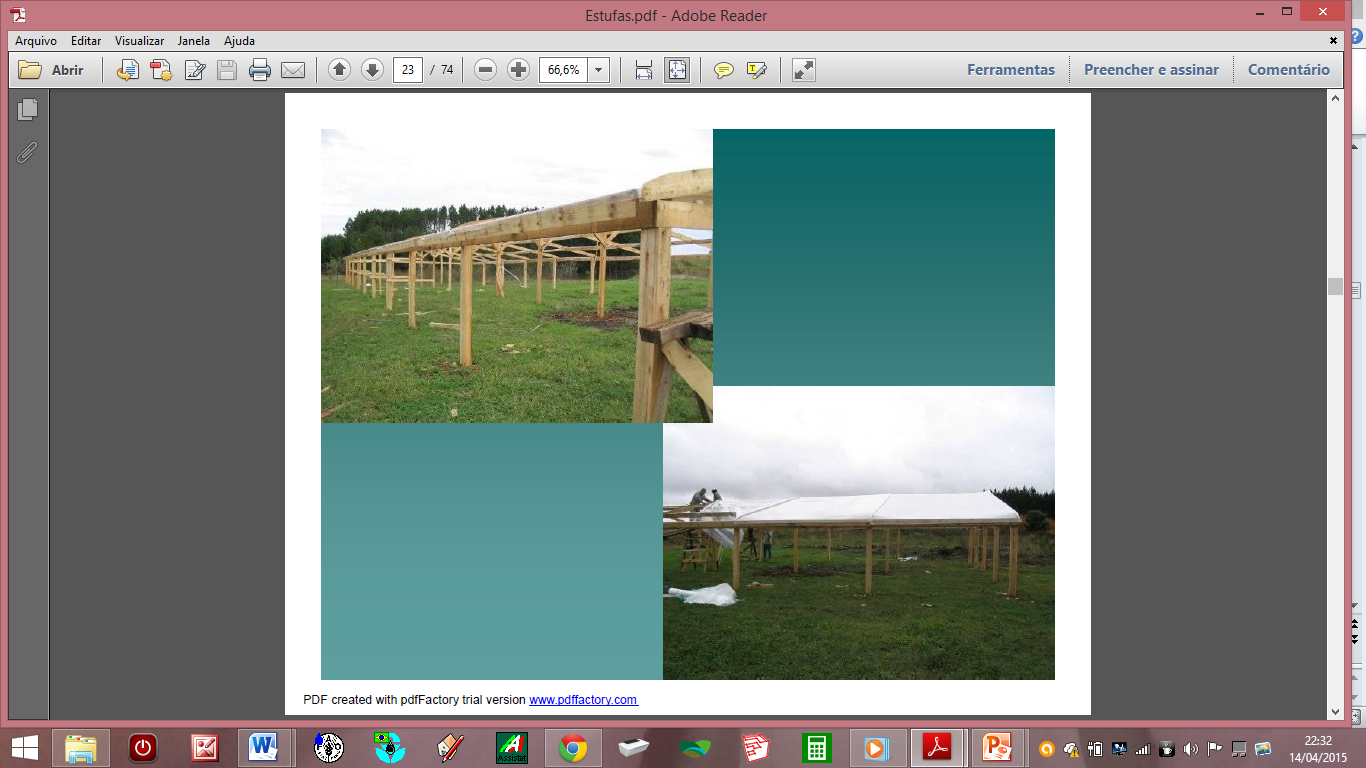 Estufas.pdf - Adobe Reader
Arquivo Editar Visualizar Janela Ajuda
Abrir 23 / 74 66,6% Ferramentas Preencher e assinar Comentário
PDF created with pdfFactory trial version www.pdffactory.com
Assistat
22:32
14/04/2015